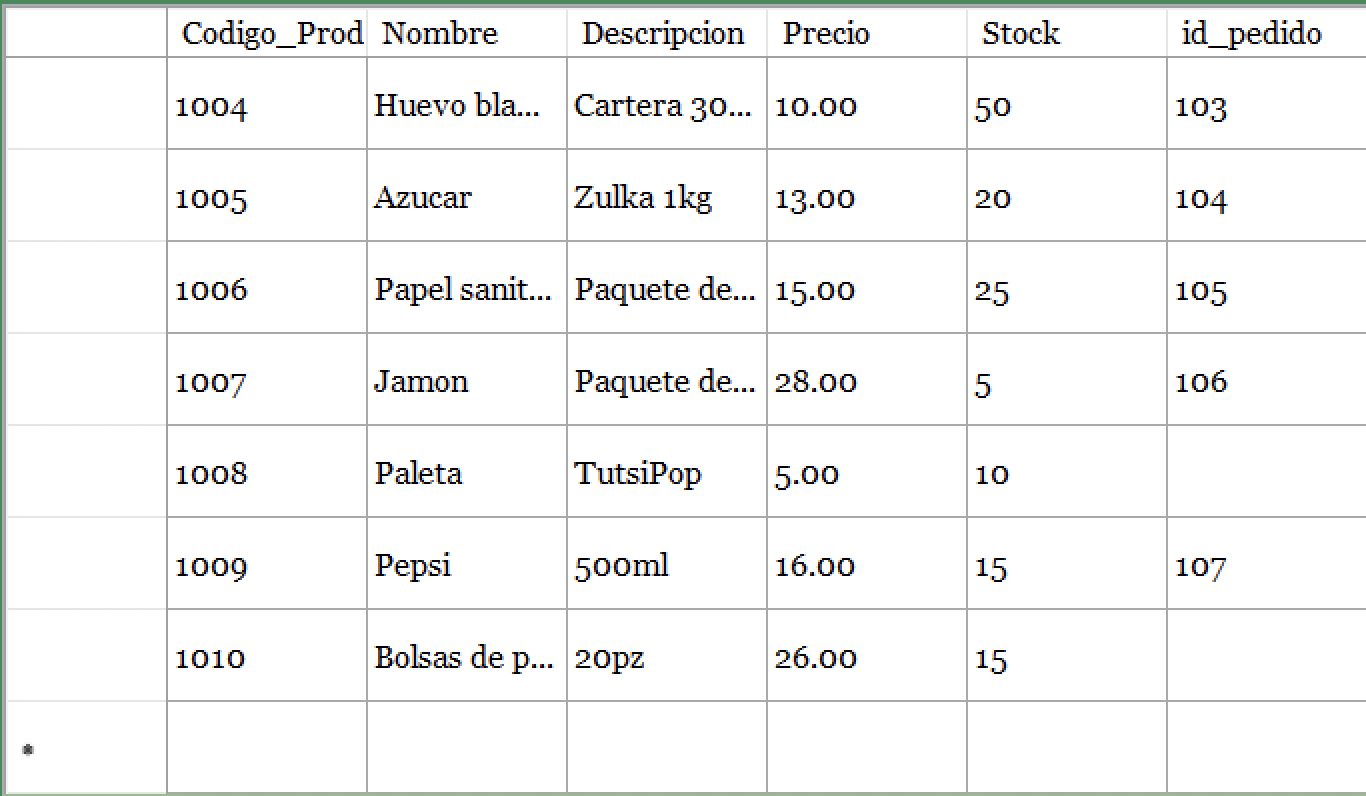 Codigo_Prod Nombre Descripcion Precio Stock id_pedido
1004 Huevo bla... Cartera 30... 10.00 50 103
1005 Azucar Zulka 1kg 13.00 20 104
1006 Papel sanit... Paquete de... 15.00 25 105
1007 Jamon Paquete de... 28.00 5 106
1008 Paleta TutsiPop 5.00 10
1009 Pepsi 500ml 16.00 15 107
1010 Bolsas de p... 20pz 26.00 15
*